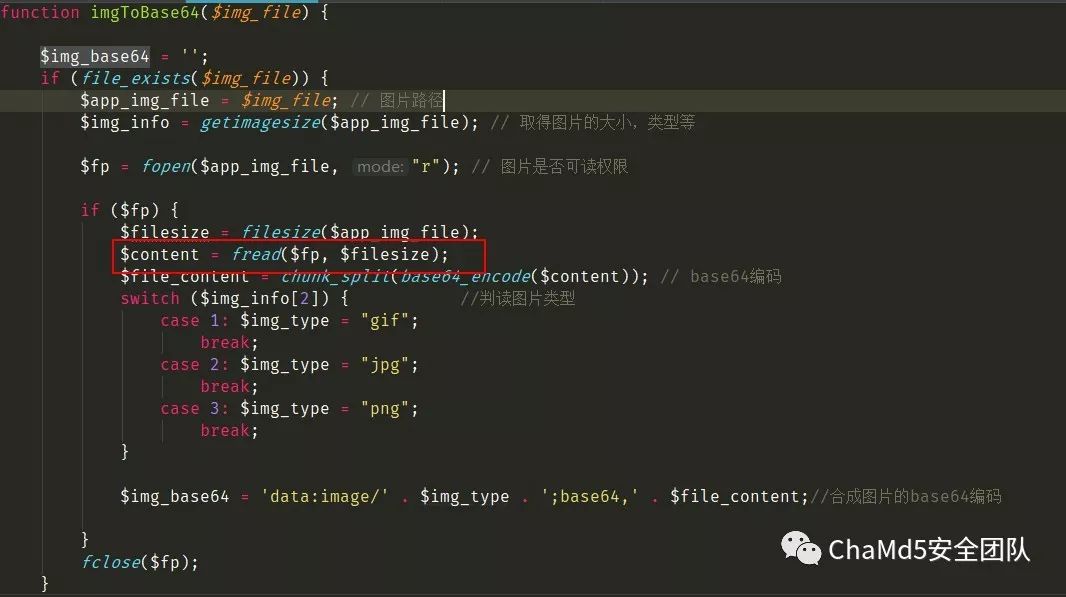 function imgToBase64($img_file) {
$img_base64 = '';
if (file_exists($img_file)) {
$app_img_file = $img_file; // 图片路径
$img_info = getimagesize($app_img_file); // 取得图片的大小，类型等
$fp = fopen($app_img_file, mode: "r"); // 图片是否可读权限
if ($fp) {
$filesize = filesize($app_img_file);
$content = fread($fp, $filesize);
$file_content = chunk_split(base64_encode($content)); // base64编码
switch ($img_info[2]) { //判读图片类型
case 1: $img_type = "gif";
break;
case 2: $img_type = "jpg";
break;
case 3: $img_type = "png";
break;
}
$img_base64 = 'data:image/' . $img_type . ';base64,' . $file_content;//合成图片的base64编码
}
fclose($fp);
}
ChaMd5安全团队